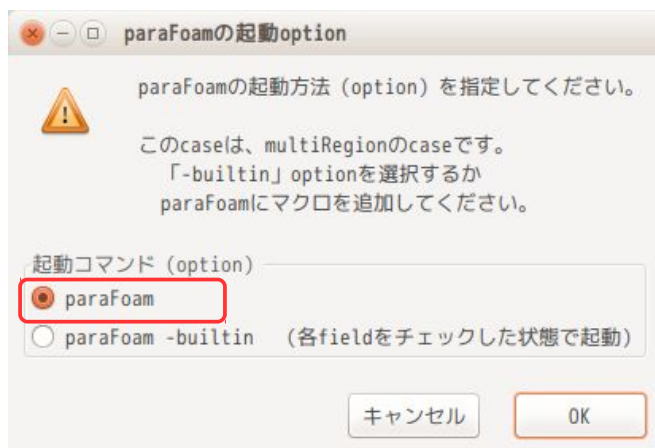 paraFoamの起動option
paraFoamの起動方法（option）を指定してください。
このcaseは、multiRegionのcaseです。
「-builtin」optionを選択するか
paraFoamにマクロを追加してください。
起動コマンド（option）
paraFoam
paraFoam -builtin （各fieldをチェックした状態で起動）
キャンセル
OK